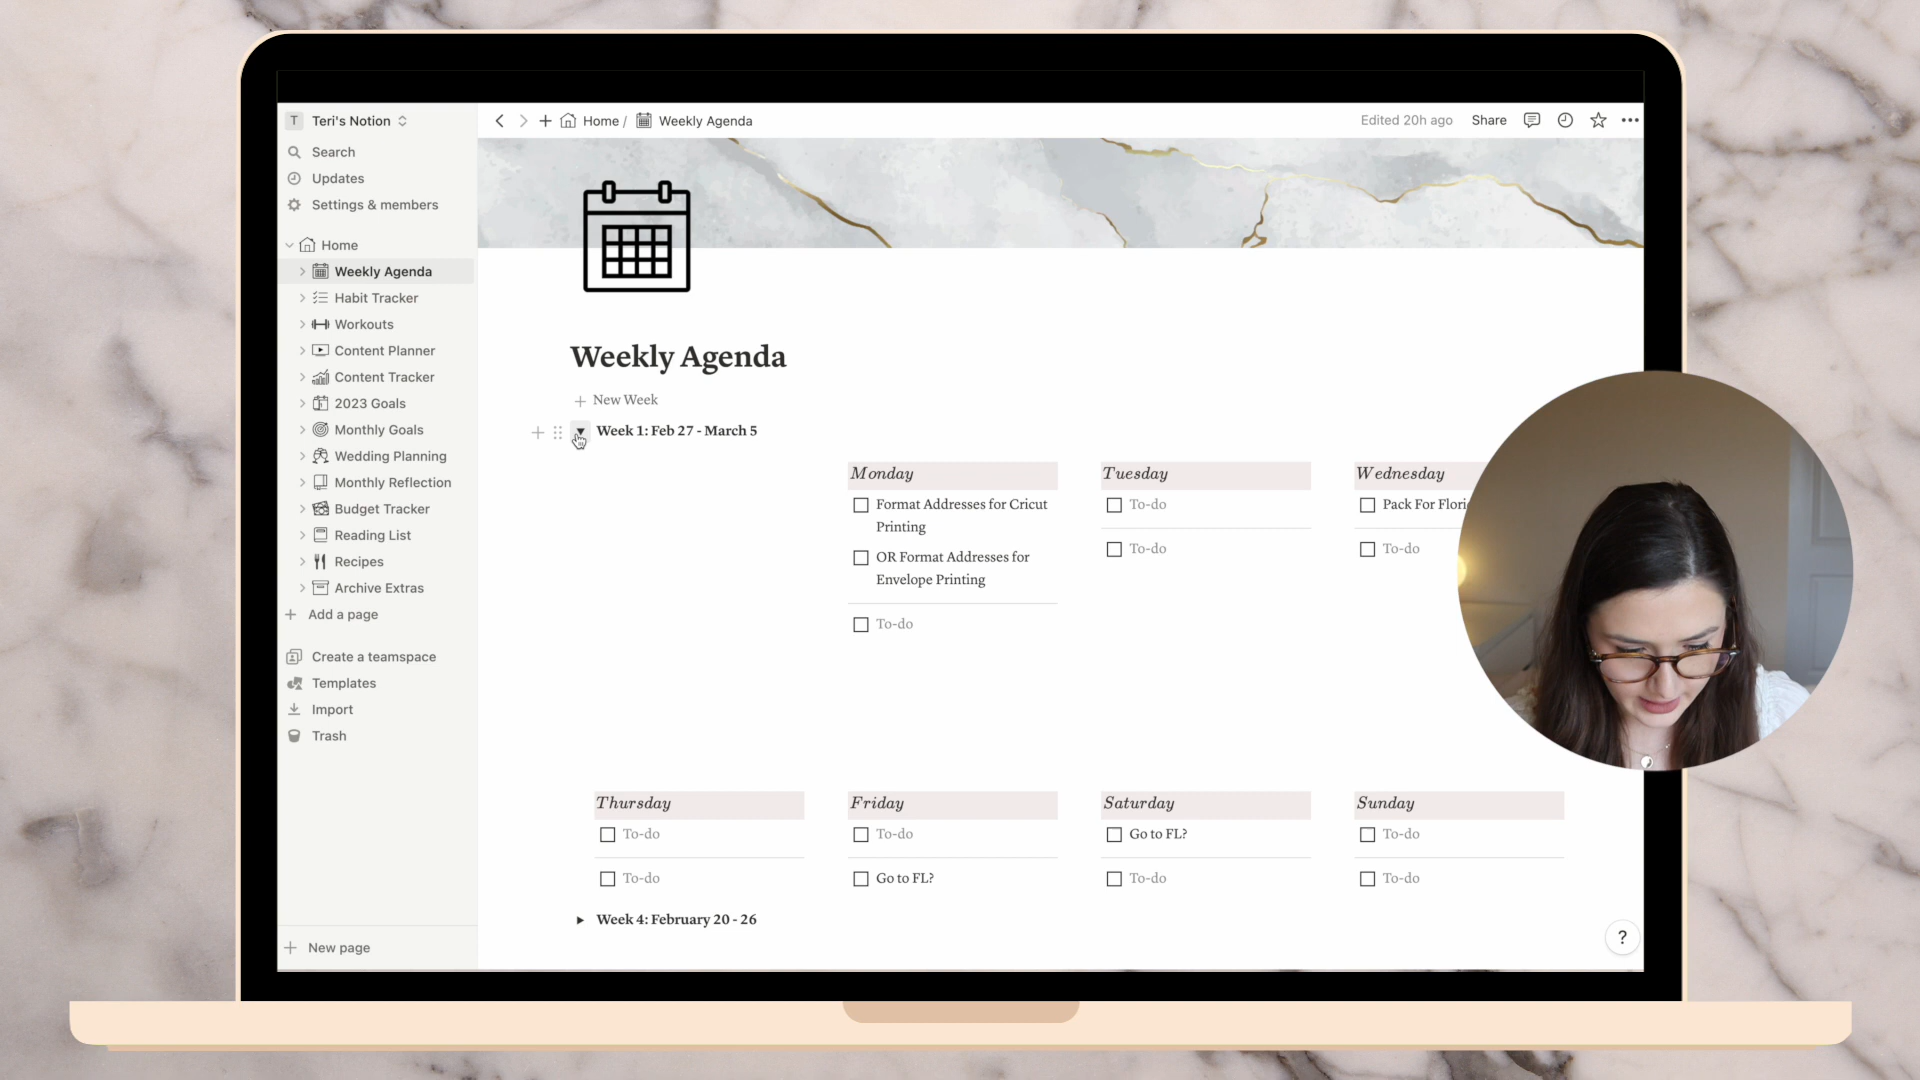 T Teri's Notion
Search
Updates
Settings & members
Home
Weekly Agenda
Habit Tracker
Workouts
Content Planner
Content Tracker
2023 Goals
Monthly Goals
Wedding Planning
Monthly Reflection
Budget Tracker
Reading List
Recipes
Archive Extras
Add a page
Create a teamspace
Templates
Import
Trash
New page
Home / Weekly Agenda
Edited 20h ago Share
Weekly Agenda
New Week
Week 1: Feb 27 - March 5
Monday
Format Addresses for Cricut
Printing
OR Format Addresses for
Envelope Printing
To-do
Tuesday
To-do
To-do
Wednesday
Pack For
To-do
Thursday
To-do
To-do
Friday
To-do
Go to FL?
Saturday
Go to FL?
To-do
Sunday
To-do
To-do
Week 4: February 20 - 26
?